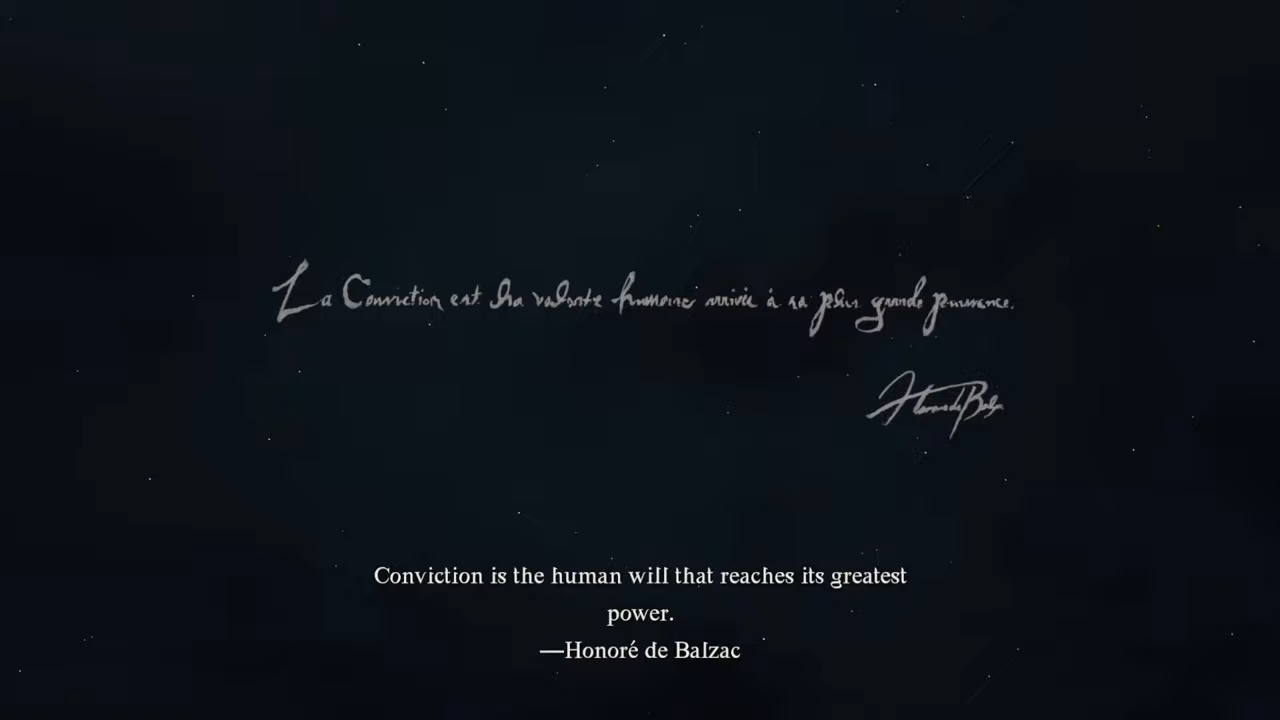 La Conviction est la volonté humaine arrivée à sa plus grande puissance.
Conviction is the human will that reaches its greatest
power.
—Honoré de Balzac